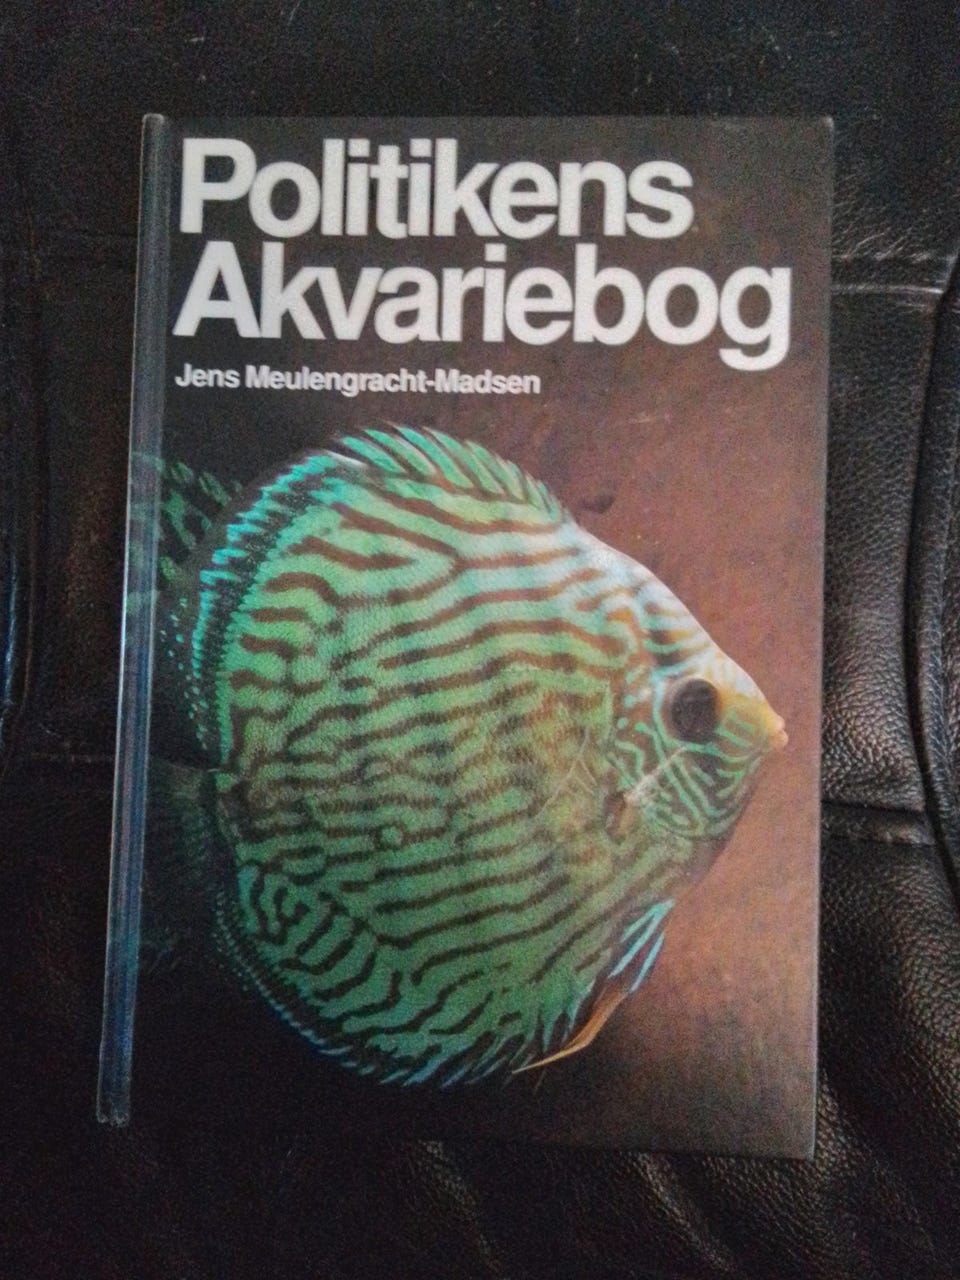 Politikens
Akvariebog
Jens Meulengracht-Madsen